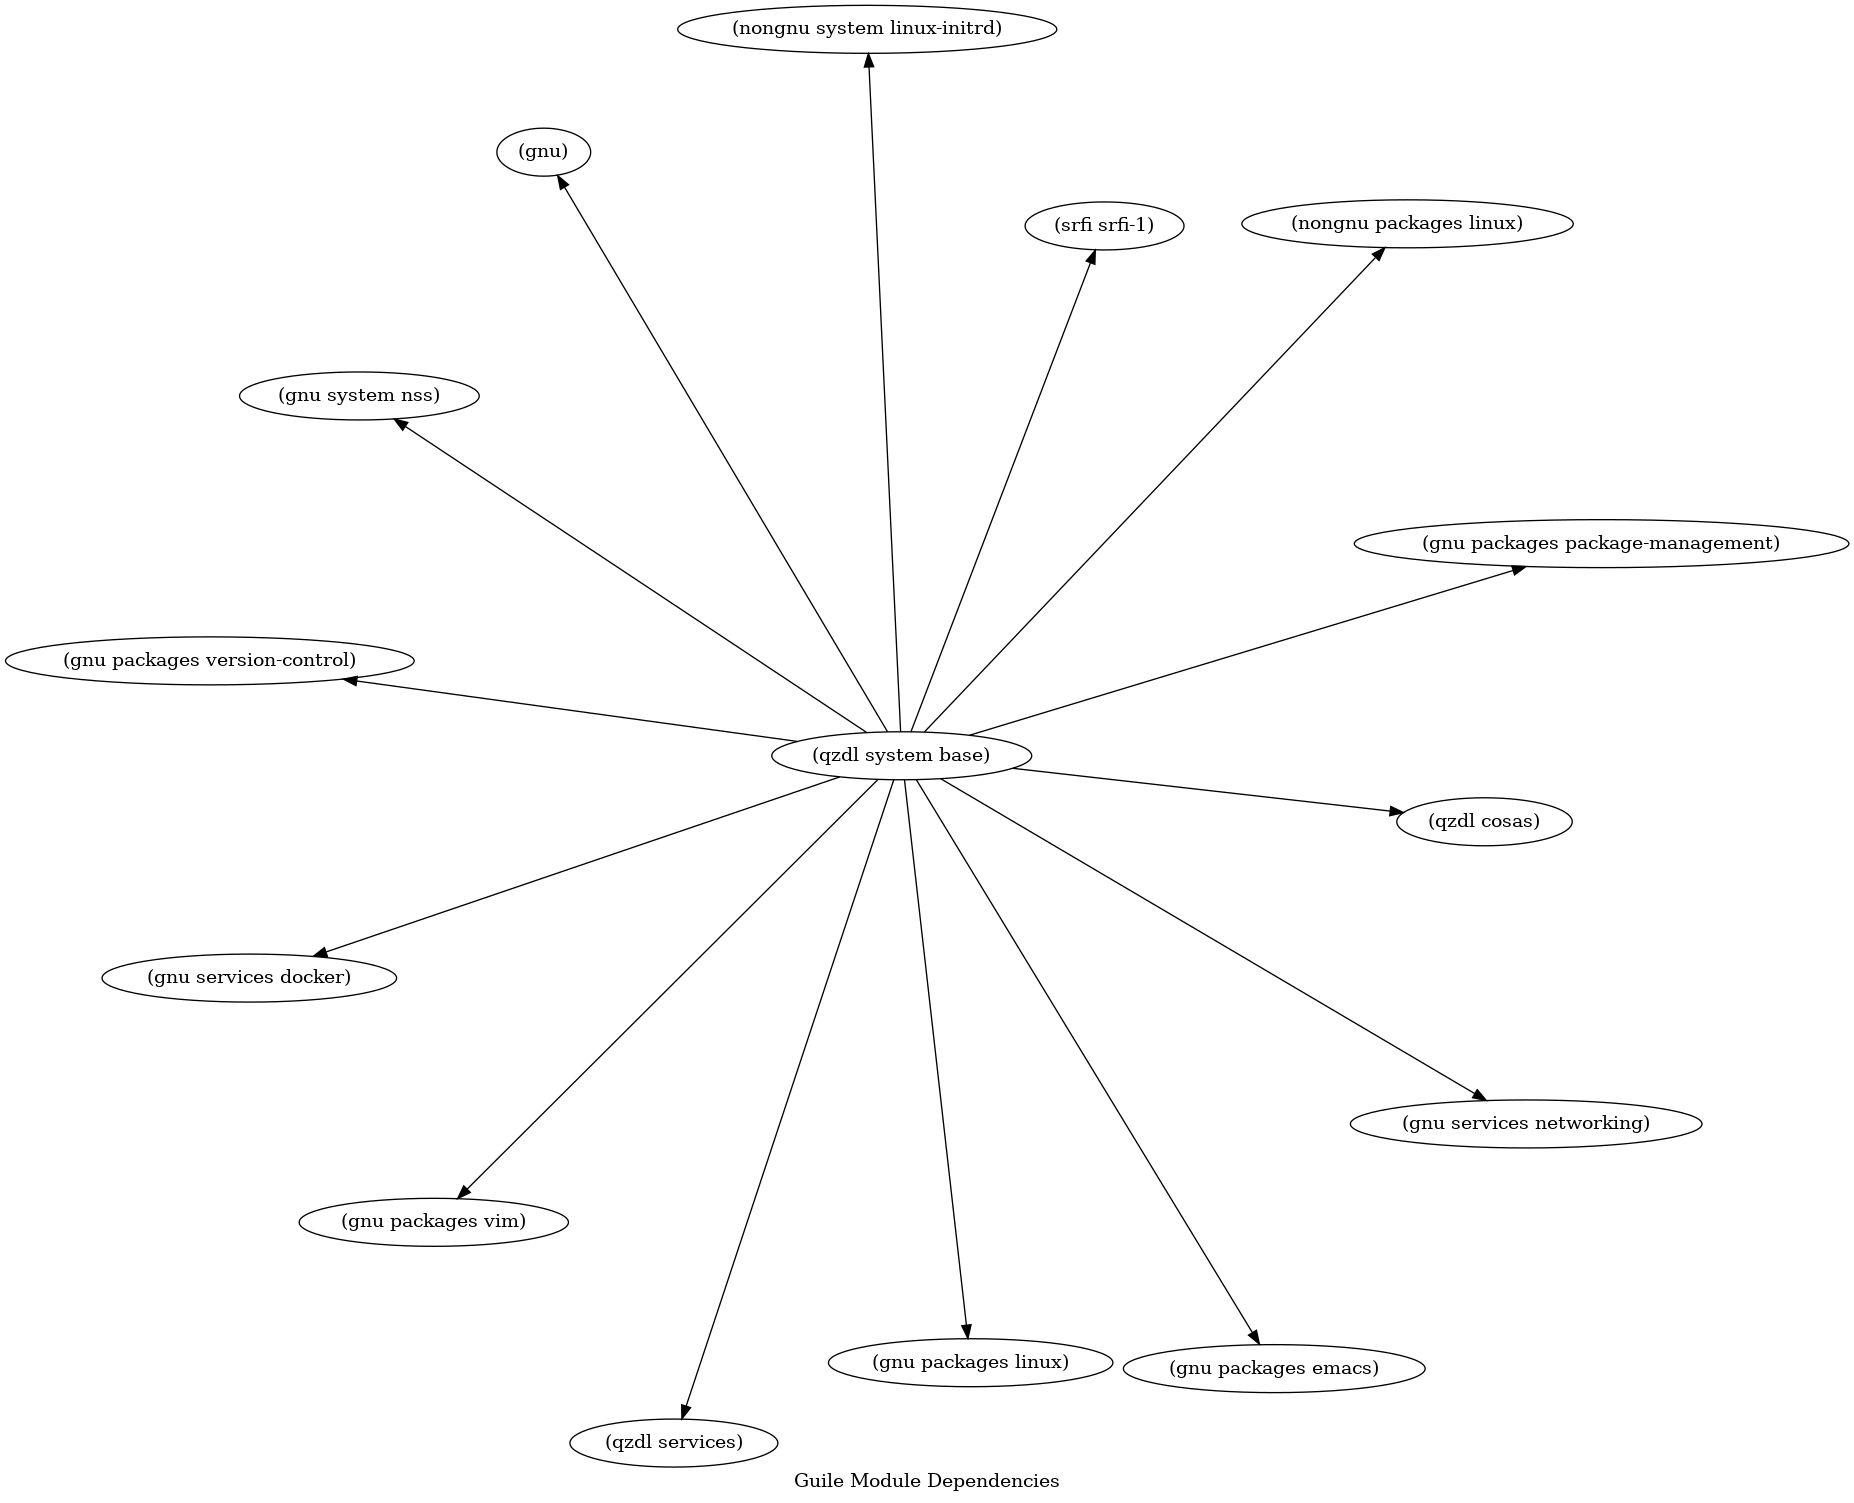 (nongnu system linux-initrd)
(gnu)
(srfi srfi-1)
(nongnu packages linux)
(gnu system nss)
(gnu packages package-management)
(gnu packages version-control)
(qzdl system base)
(qzdl cosas)
(gnu services docker)
(gnu services networking)
(gnu packages vim)
(gnu packages linux)
(gnu packages emacs)
(qzdl services)
Guile Module Dependencies